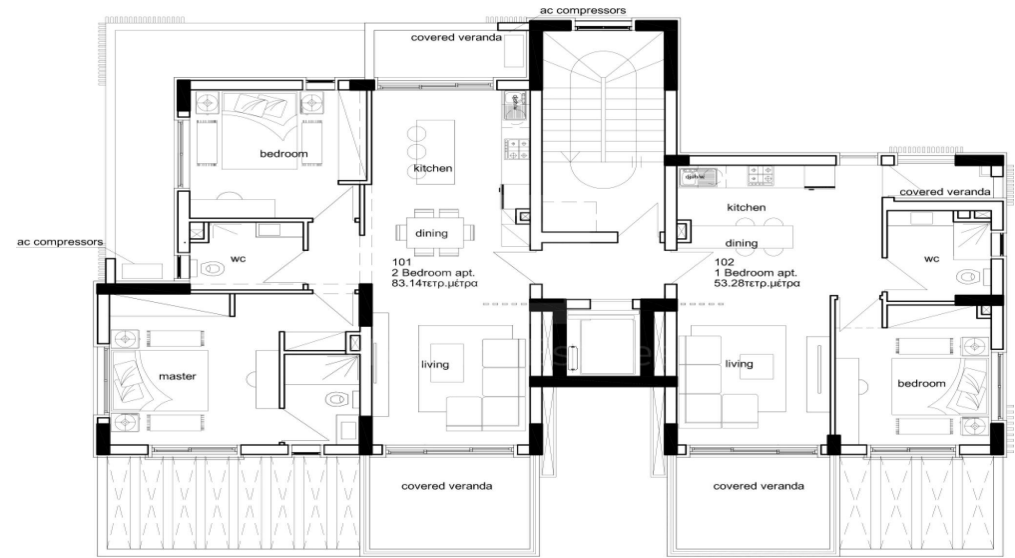 ac compressors
covered veranda
bedroom
kitchen
covered veranda
kitchen
dining
dining
ac compressors
wc
wc
101
2 Bedroom apt.
83.14τετρ.μέτρα
102
1 Bedroom apt.
53.28τετρ.μέτρα
living
living
master
bedroom
covered veranda
covered veranda